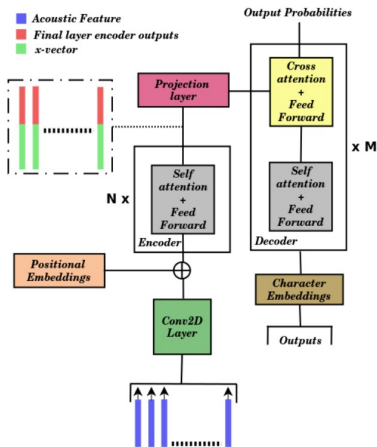 Acoustic Feature
Final layer encoder outputs
x-vector
Output Probabilities
Projection
layer
Cross
attention
+
Feed
Forward
x M
N x
Self
attention
+
Feed
Forward
Encoder
Self
attention
+
Feed
Forward
Decoder
Positional
Embeddings
Character
Embeddings
Conv2D
Layer
Outputs